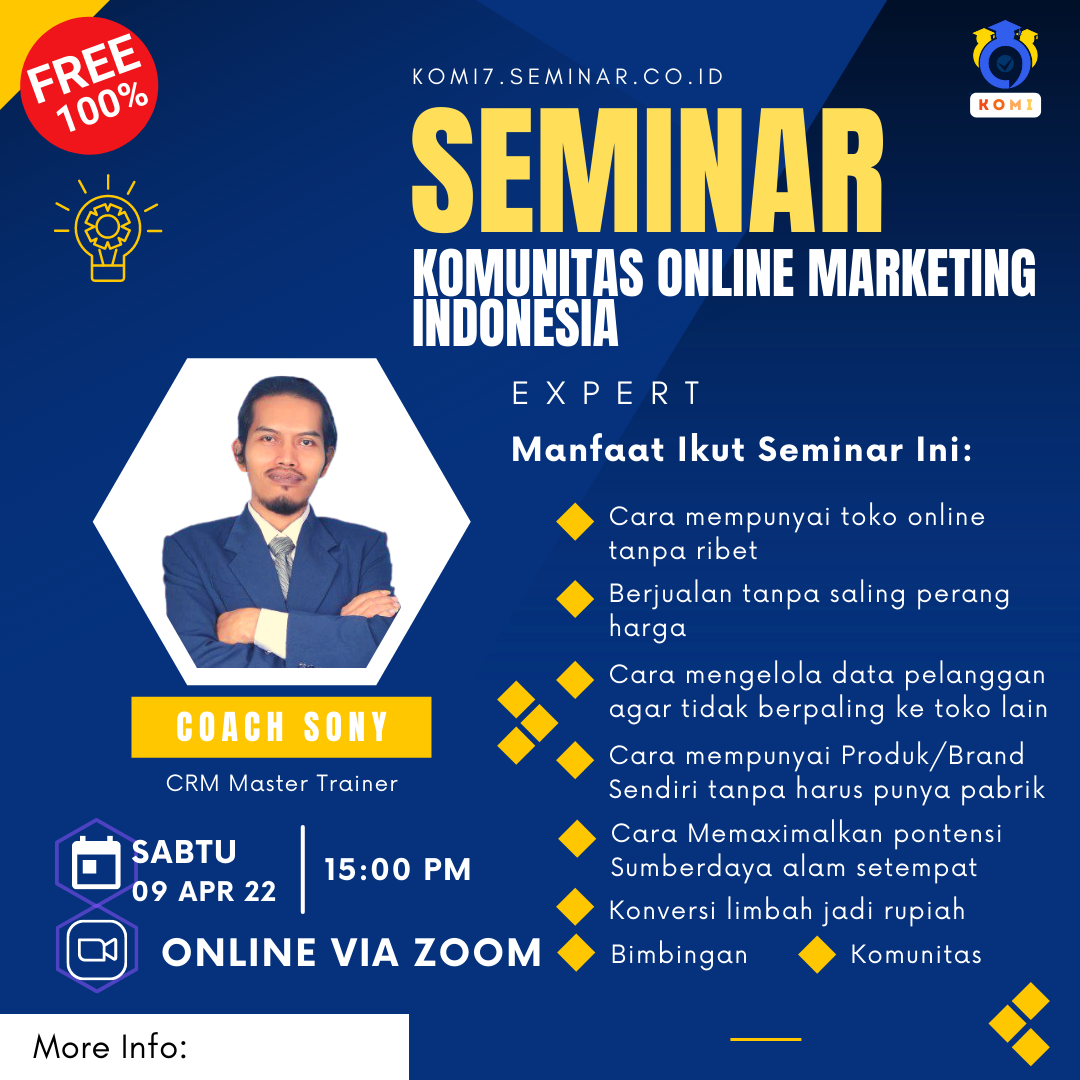 FREE
100%
KOMI7.SEMINAR.CO.ID
KOMI
SEMINAR
KOMUNITAS ONLINE MARKETING
INDONESIA
EXPERT
Manfaat Ikut Seminar Ini:
Cara mempunyai toko online
tanpa ribet
Berjualan tanpa saling perang
harga
Cara mengelola data pelanggan
agar tidak berpaling ke toko lain
Cara mempunyai Produk/Brand
Sendiri tanpa harus punya pabrik
Cara Memaximalkan pontensi
Sumberdaya alam setempat
Konversi limbah jadi rupiah
Bimbingan
Komunitas
COACH SONY
CRM Master Trainer
SABTU
09 APR 22
15:00 PM
ONLINE VIA ZOOM
More Info: